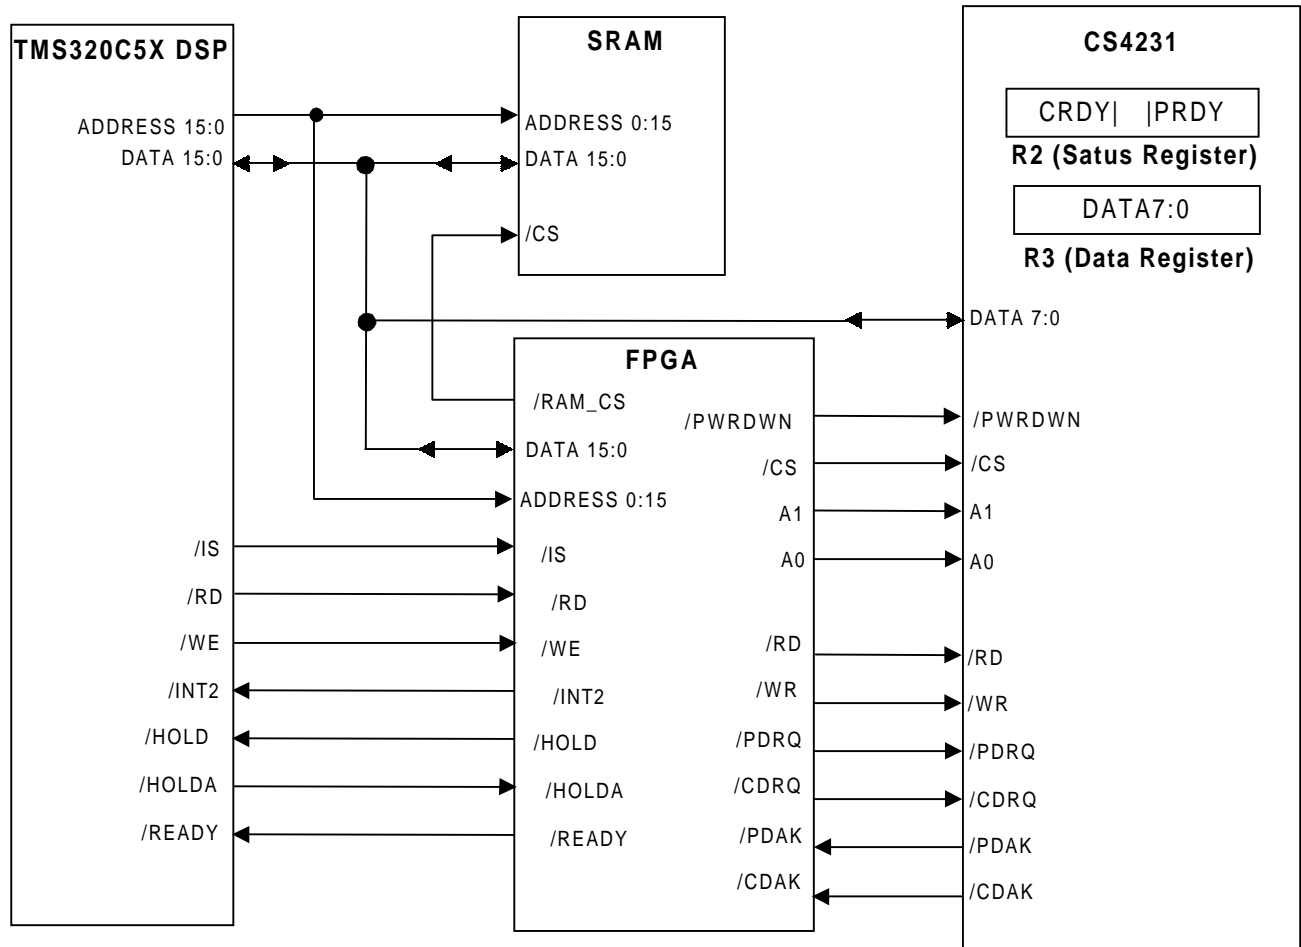 TMS320C5X DSP
ADDRESS 15:0
DATA 15:0
/IS
/RD
/WE
/INT2
/HOLD
/HOLDA
/READY
SRAM
ADDRESS 0:15
DATA 15:0
/CS
FPGA
/RAM_CS
DATA 15:0
ADDRESS 0:15
/IS
/RD
/WE
/INT2
/HOLD
/HOLDA
/READY
/PWRDWN
/CS
A1
A0
/RD
/WR
/PDRQ
/CDRQ
/PDAK
/CDAK
CS4231
CRDY| |PRDY
R2 (Satus Register)
DATA7:0
R3 (Data Register)
DATA 7:0
/PWRDWN
/CS
A1
A0
/RD
/WR
/PDRQ
/CDRQ
/PDAK
/CDAK